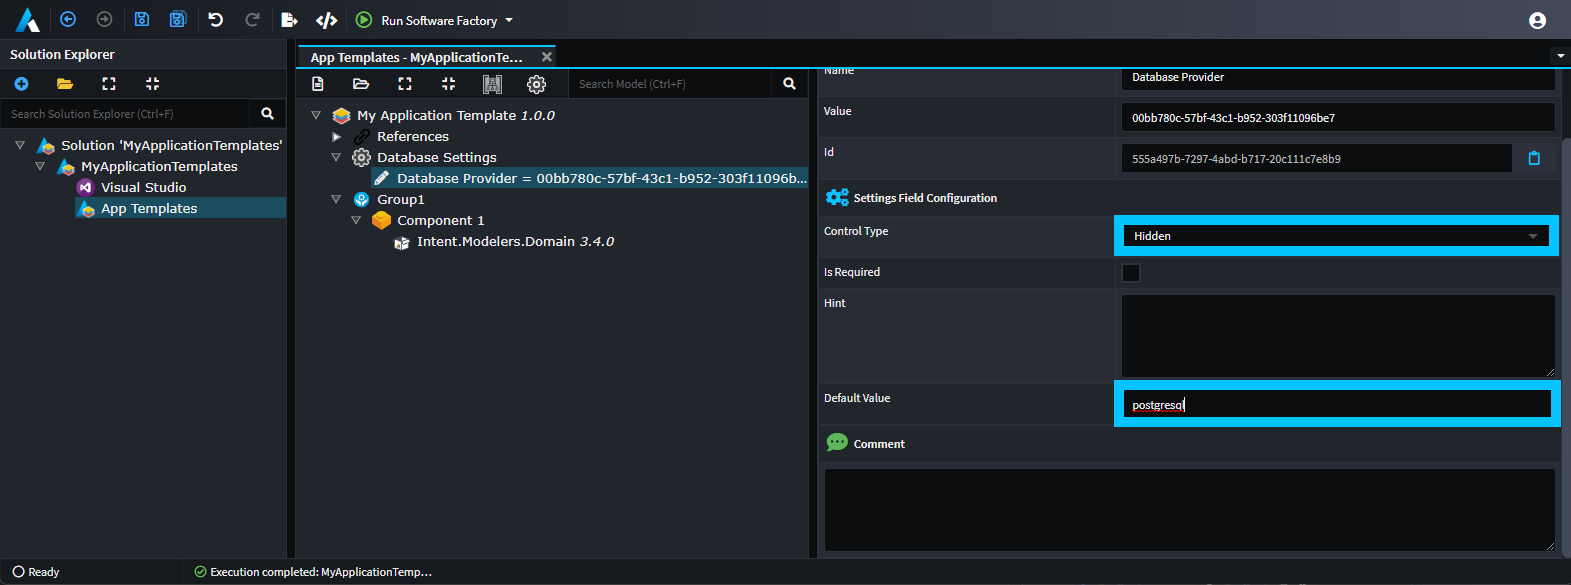 Run Software Factory
Solution Explorer
Search Solution Explorer (Ctrl+F)
Solution 'MyApplicationTemplates'
MyApplicationTemplates
Visual Studio
App Templates
App Templates - MyApplicationTe...
Search Model (Ctrl+F)
My Application Template 1.0.0
References
Database Settings
Database Provider = 00bb780c-57bf-43c1-b952-303f11096b...
Group1
Component 1
Intent.Modelers.Domain 3.4.0
Name
Database Provider
Value
00bb780c-57bf-43c1-b952-303f11096be7
Id
555a497b-7297-4abd-b717-20c111c7e8b9
Settings Field Configuration
Control Type
Hidden
Is Required
Hint
Default Value
postgresql
Comment
Ready
Execution completed: MyApplicationTemp...